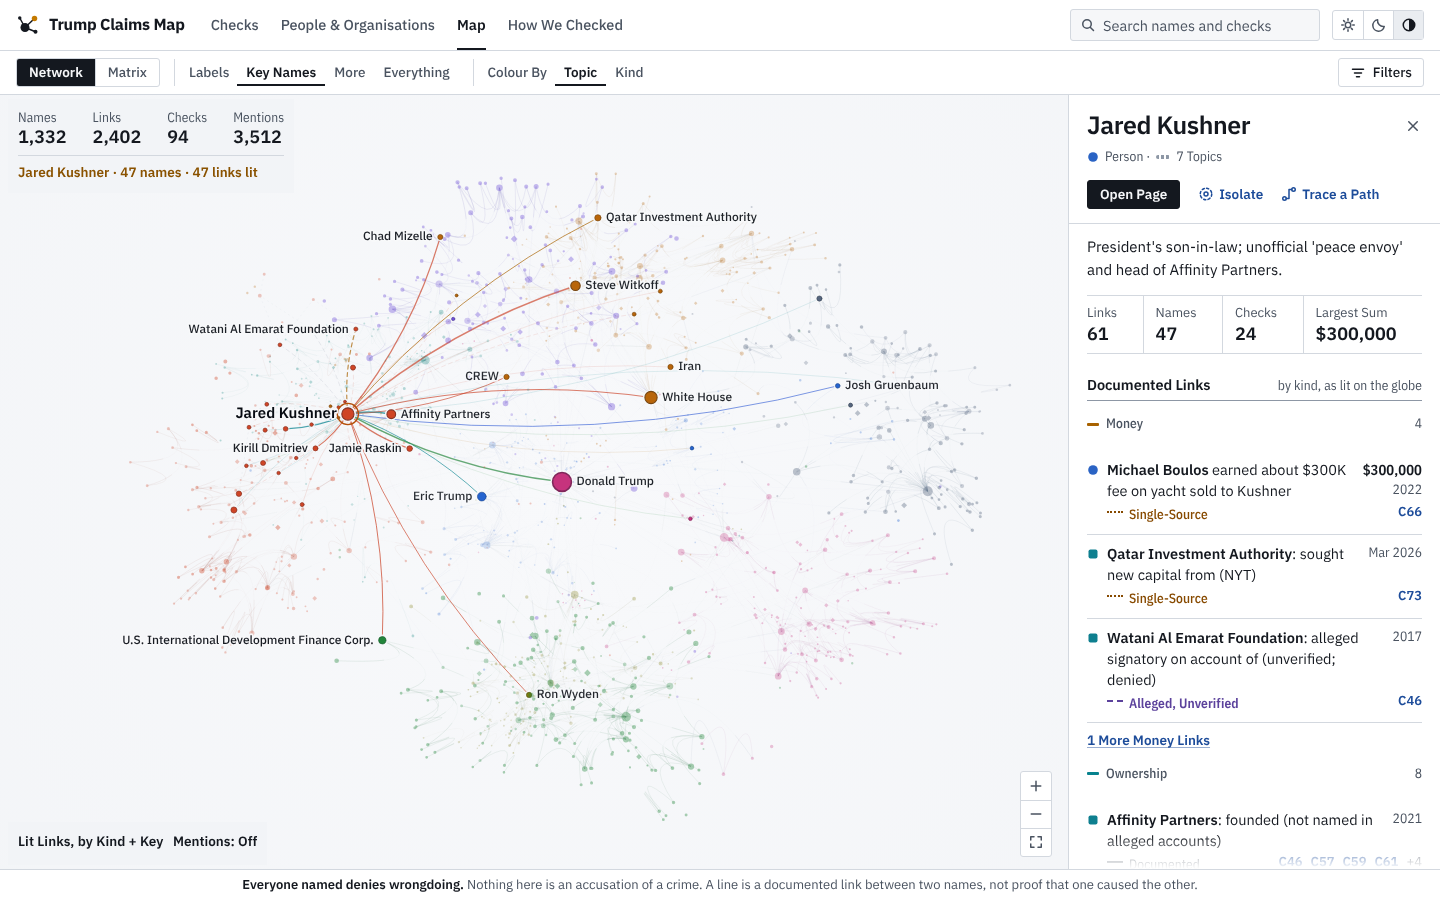 Trump Claims Map
Checks
People & Organisations
Map
How We Checked
Search names and checks
Network
Matrix
Labels
Key Names
More
Everything
Colour By
Topic
Kind
Filters
Names
Links
Checks
Mentions
1,332
2,402
94
3,512
Jared Kushner · 47 names · 47 links lit
Qatar Investment Authority
Chad Mizelle
Steve Witkoff
Watani Al Emarat Foundation
Iran
CREW
Josh Gruenbaum
White House
Jared Kushner
Affinity Partners
Kirill Dmitriev
Jamie Raskin
Donald Trump
Eric Trump
U.S. International Development Finance Corp.
Ron Wyden
Lit Links, by Kind + Key
Mentions: Off
Jared Kushner
Person · 7 Topics
Open Page
Isolate
Trace a Path
President's son-in-law; unofficial 'peace envoy'
and head of Affinity Partners.
Links
Names
Checks
Largest Sum
61
47
24
$300,000
Documented Links
by kind, as lit on the globe
Money
4
Michael Boulos earned about $300K
$300,000
fee on yacht sold to Kushner
2022
Single-Source
C66
Qatar Investment Authority: sought
Mar 2026
new capital from (NYT)
Single-Source
C73
Watani Al Emarat Foundation: alleged
2017
signatory on account of (unverified;
denied)
Alleged, Unverified
C46
1 More Money Links
Ownership
8
Affinity Partners: founded (not named in
2021
alleged accounts)
Documented
C46 C57 C59 C61 +4
Everyone named denies wrongdoing. Nothing here is an accusation of a crime. A line is a documented link between two names, not proof that one caused the other.